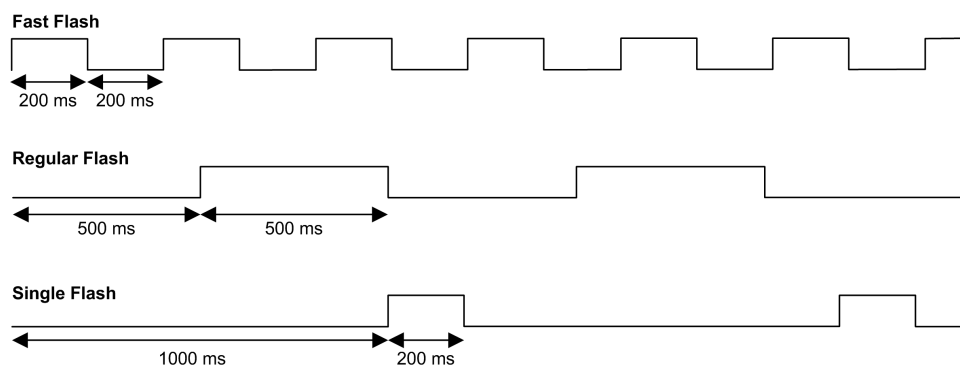 Fast Flash
200 ms 200 ms
Regular Flash
500 ms 500 ms
Single Flash
1000 ms 200 ms